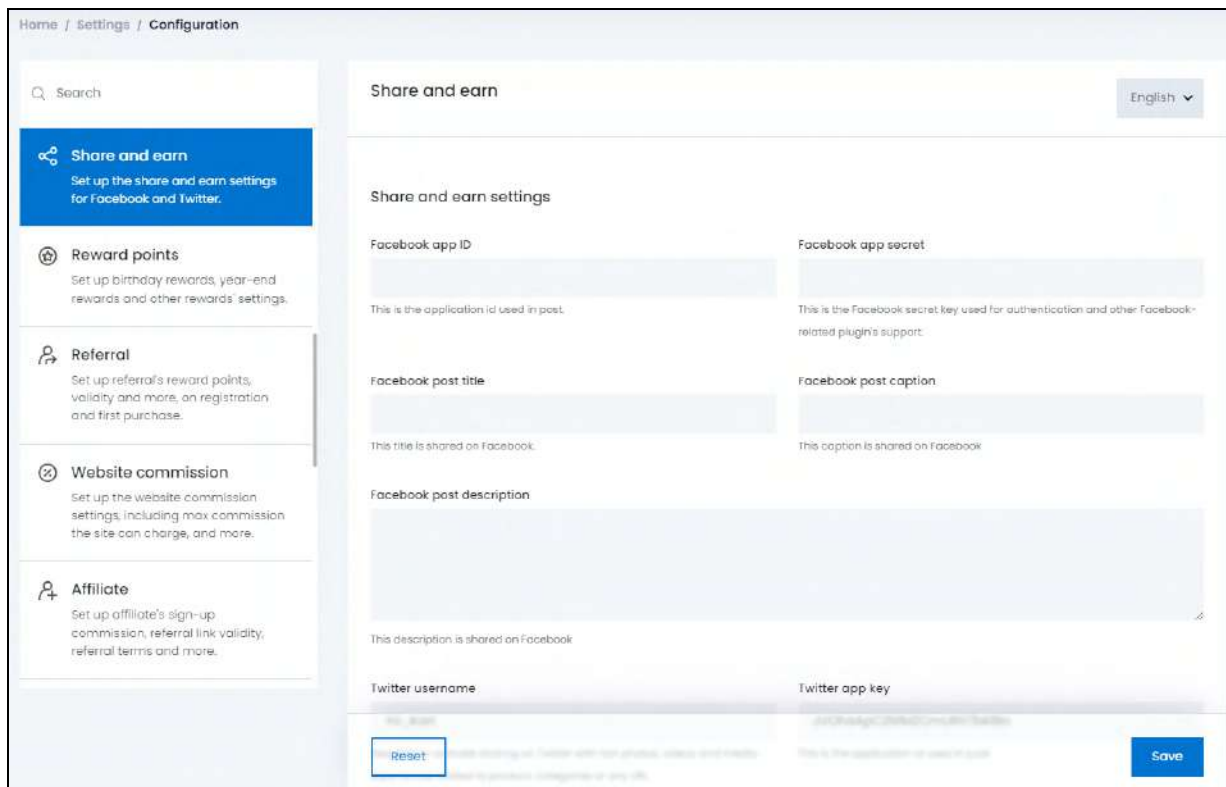 Home / Settings / Configuration
Search
Share and earn
Set up the share and earn settings
for Facebook and Twitter.
Reward points
Set up birthday rewards, year-end
rewards and other rewards' settings.
Referral
Set up referral's reward points,
validity and more, on registration
and first purchase.
Website commission
Set up the website commission
settings, including max commission
the site can charge, and more.
Affiliate
Set up affiliate's sign-up
commission, referral link validity,
referral terms and more.
Share and earn
English
Share and earn settings
Facebook app ID
This is the application id used in post.
Facebook app secret
This is the Facebook secret key used for authentication and other Facebook-
related plugin's support.
Facebook post title
This title is shared on Facebook.
Facebook post caption
This caption is shared on Facebook
Facebook post description
This description is shared on Facebook
Twitter username
Twitter app key
Reset
Save